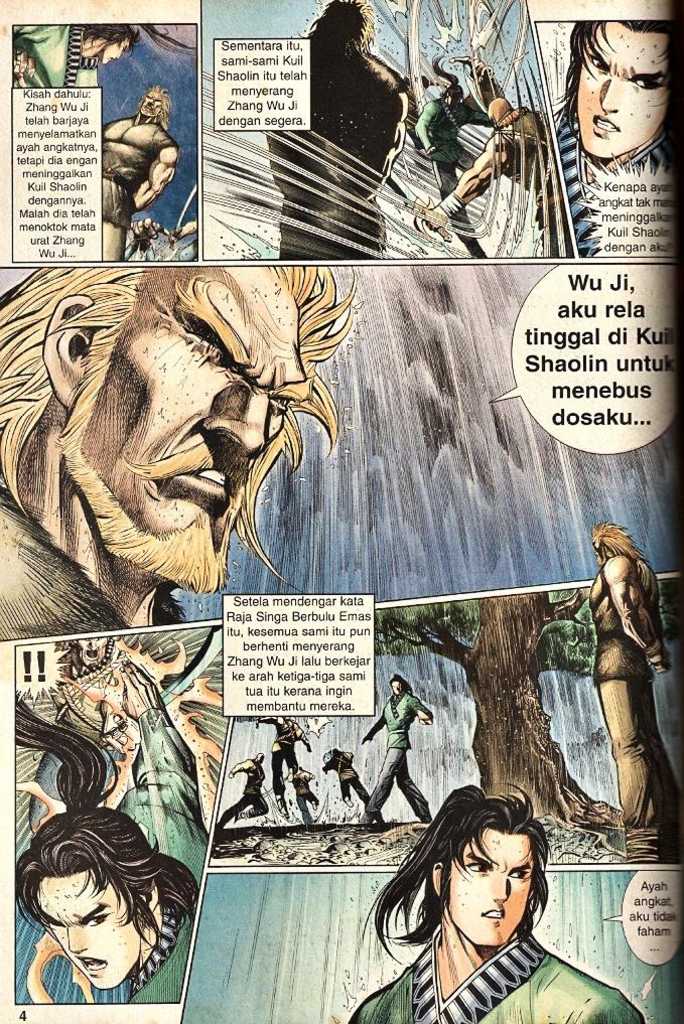 Kisah dahulu:
Zhang Wu Ji
telah barjaya
menyelamatkan
ayah angkatnya,
tetapi dia engan
meninggalkan
Kuil Shaolin
dengannya.
Malah dia telah
menoktok mata
urat Zhang
Wu Ji...
Sementara itu,
sami-sami Kuil
Shaolin itu telah
menyerang
Zhang Wu Ji
dengan segera.
Kenapa ayah
angkat tak
meninggalkan
Kuil Shaolin
dengan aku
Wu Ji,
aku rela
tinggal di Kuil
Shaolin untuk
menebus
dosaku...
!!
Setela mendengar kata
Raja Singa Berbulu Emas
itu, kesemua sami itu pun
berhenti menyerang
Zhang Wu Ji lalu berkejar
ke arah ketiga-tiga sami
tua itu kerana ingin
membantu mereka.
Ayah
angkat,
aku tidak
faham
...
4